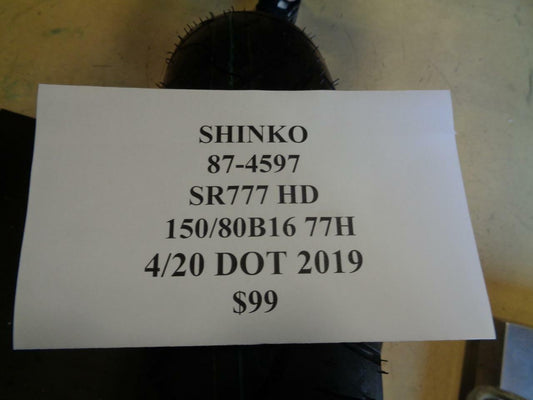 SHINKO
87-4597
SR777 HD
150/80B16 77H
4/20 DOT 2019
$99